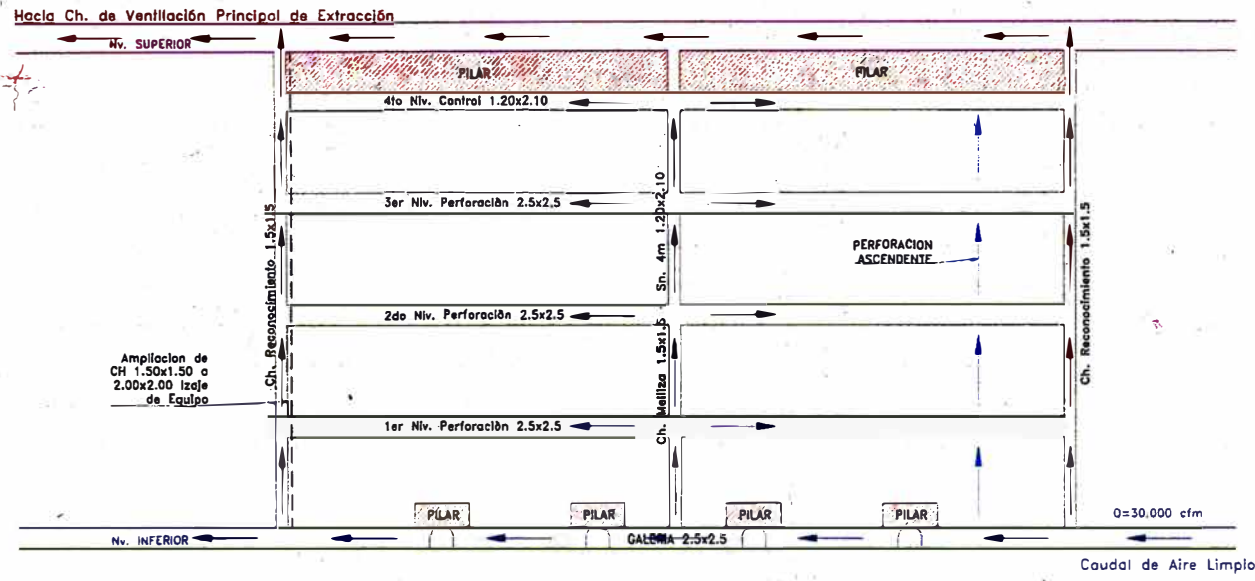 Hacia Ch. de Ventilación Principal de Extracción
Nv. SUPERIOR
PILAR
PILAR
4to Niv. Control 1.20x2.10
3er Niv. Perforación 2.5x2.5
PERFORACION
ASCENDENTE
2do Niv. Perforación 2.5x2.5
Ampliacion de
CH 1.50x1.50 a
2.00x2.00 Izaje
de Equipo
1er Niv. Perforación 2.5x2.5
Ch. Reconocimiento 1.5x1.5
Ch. Melliza 1.5x1.5 - Sn. 4m 1.20x2.10
Ch. Reconocimiento 1.5x1.5
PILAR
PILAR
PILAR
PILAR
Q=30,000 cfm
Nv. INFERIOR
GALERIA 2.5x2.5
Caudal de Aire Limpio